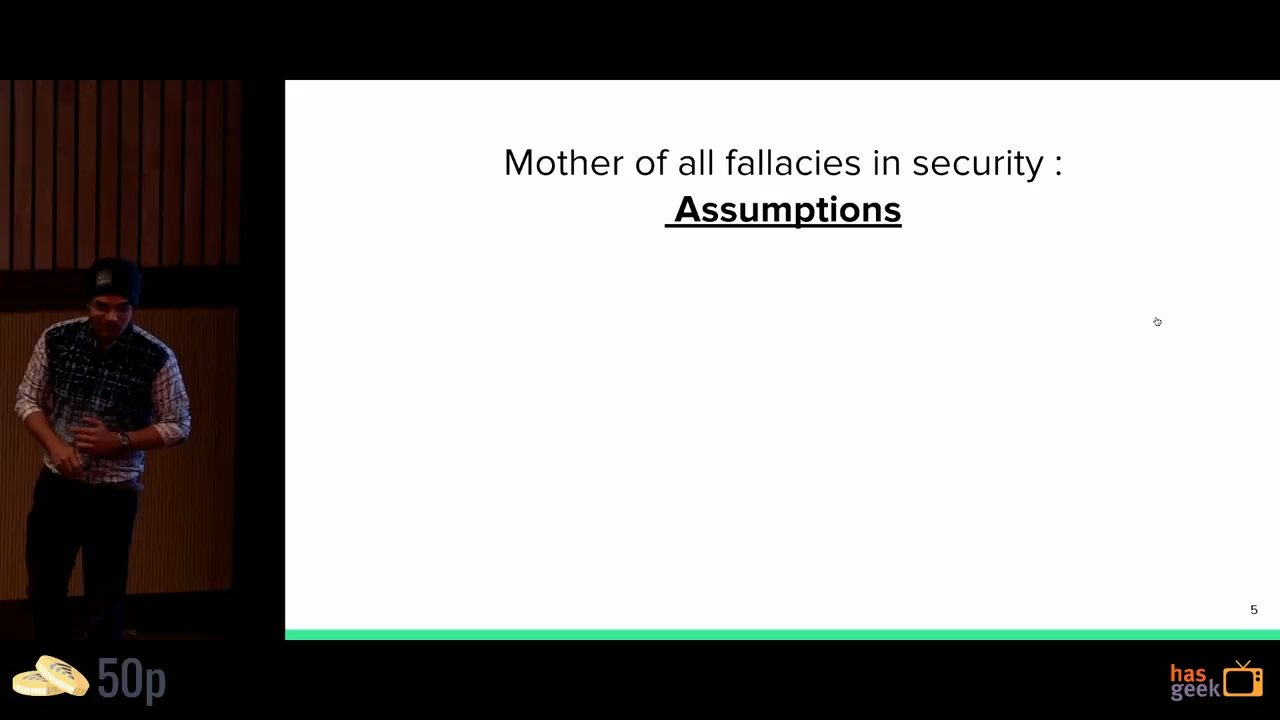 Mother of all fallacies in security :
Assumptions
5
50p
has
geek